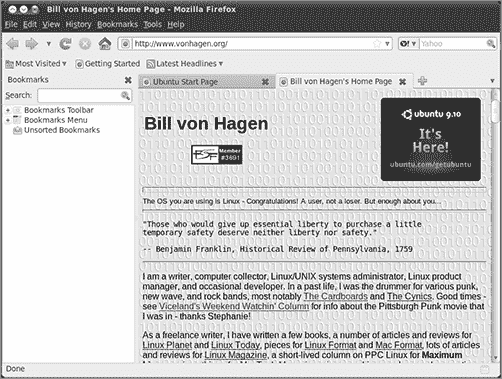 Bill von Hagen's Home Page - Mozilla Firefox
File Edit View History Bookmarks Tools Help
http://www.vonhagen.org/
Yahoo
Most Visited Getting Started Latest Headlines
Bookmarks
Ubuntu Start Page
Bill von Hagen's Home Page
Search:
Bookmarks Toolbar
Bookmarks Menu
Unsorted Bookmarks
Bill von Hagen
ubuntu 9.10
It's
Here!
ubuntu.com/getubuntu
FSF Member
#3691
The OS you are using is Linux - Congratulations! A user, not a loser. But enough about you...
"Those who would give up essential liberty to purchase a little
temporary safety deserve neither liberty nor safety."
-- Benjamin Franklin, Historical Review of Pennsylvania, 1759
I am a writer, computer collector, Linux/UNIX systems administrator, Linux product
manager, and occasional developer. In a past life, I was the drummer for various punk,
new wave, and rock bands, most notably The Cardboards and The Cynics. Good times -
see Viceland's Weekend Watchin' Column for info about the Pittsburgh Punk movie that
I was in - thanks Stephanie!
As a freelance writer, I have written a few books, a number of articles and reviews for
Linux Planet and Linux Today, pieces for Linux Format and Mac Format, lots of articles
and reviews for Linux Magazine, a short-lived column on PPC Linux for Maximum
Done